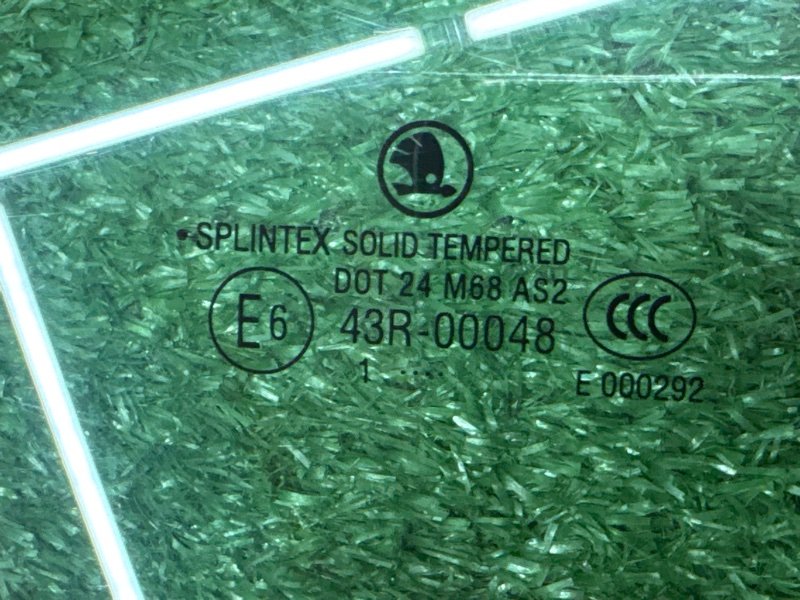 SPLINTEX SOLID TEMPERED
DOT 24 M68 AS2
E6
43R-00048
CCC
1 ....
E 000292